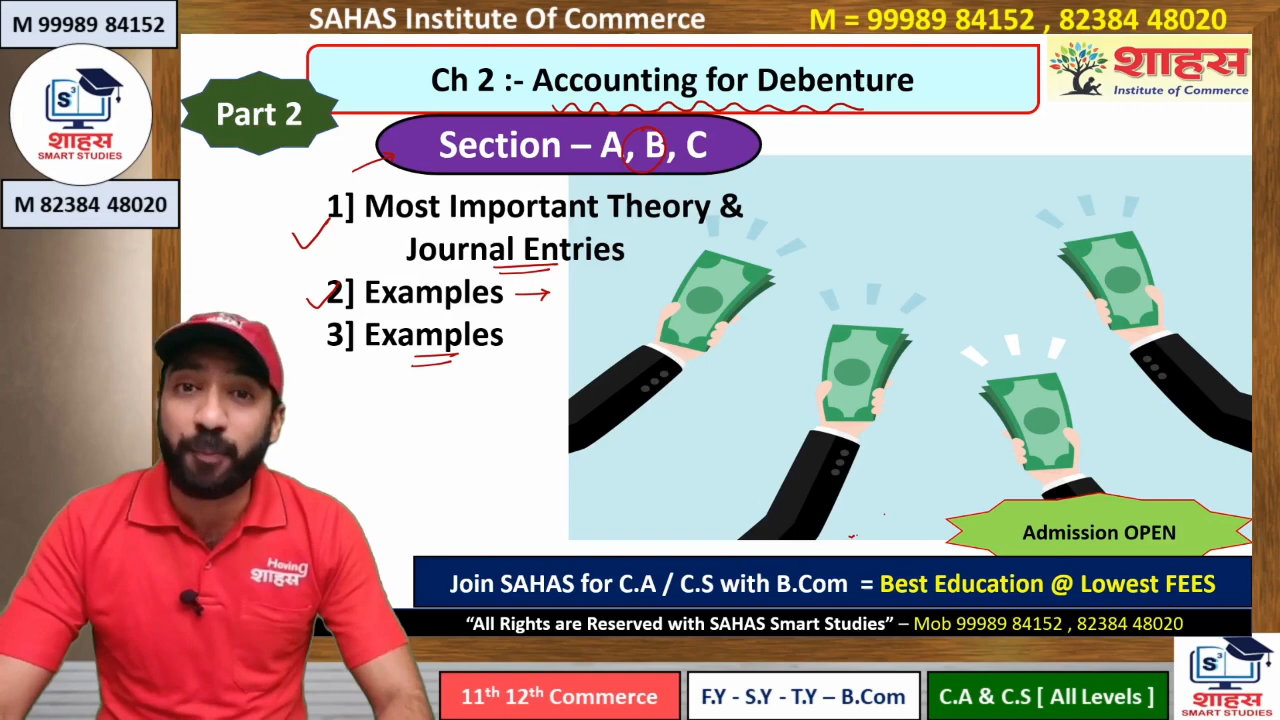 M 99989 84152
SAHAS Institute Of Commerce
M = 99989 84152 , 82384 48020
S³
शाहस
SMART STUDIES
M 82384 48020
Part 2
Ch 2 :- Accounting for Debenture
शाहस
Institute of Commerce
Section – A, B, C
1] Most Important Theory &
Journal Entries
2] Examples
3] Examples
Having
शाहस
Admission OPEN
Join SAHAS for C.A / C.S with B.Com = Best Education @ Lowest FEES
“All Rights are Reserved with SAHAS Smart Studies” – Mob 99989 84152 , 82384 48020
11th 12th Commerce
F.Y - S.Y - T.Y – B.Com
C.A & C.S [ All Levels ]
S³
शाहस
SMART STUDIES